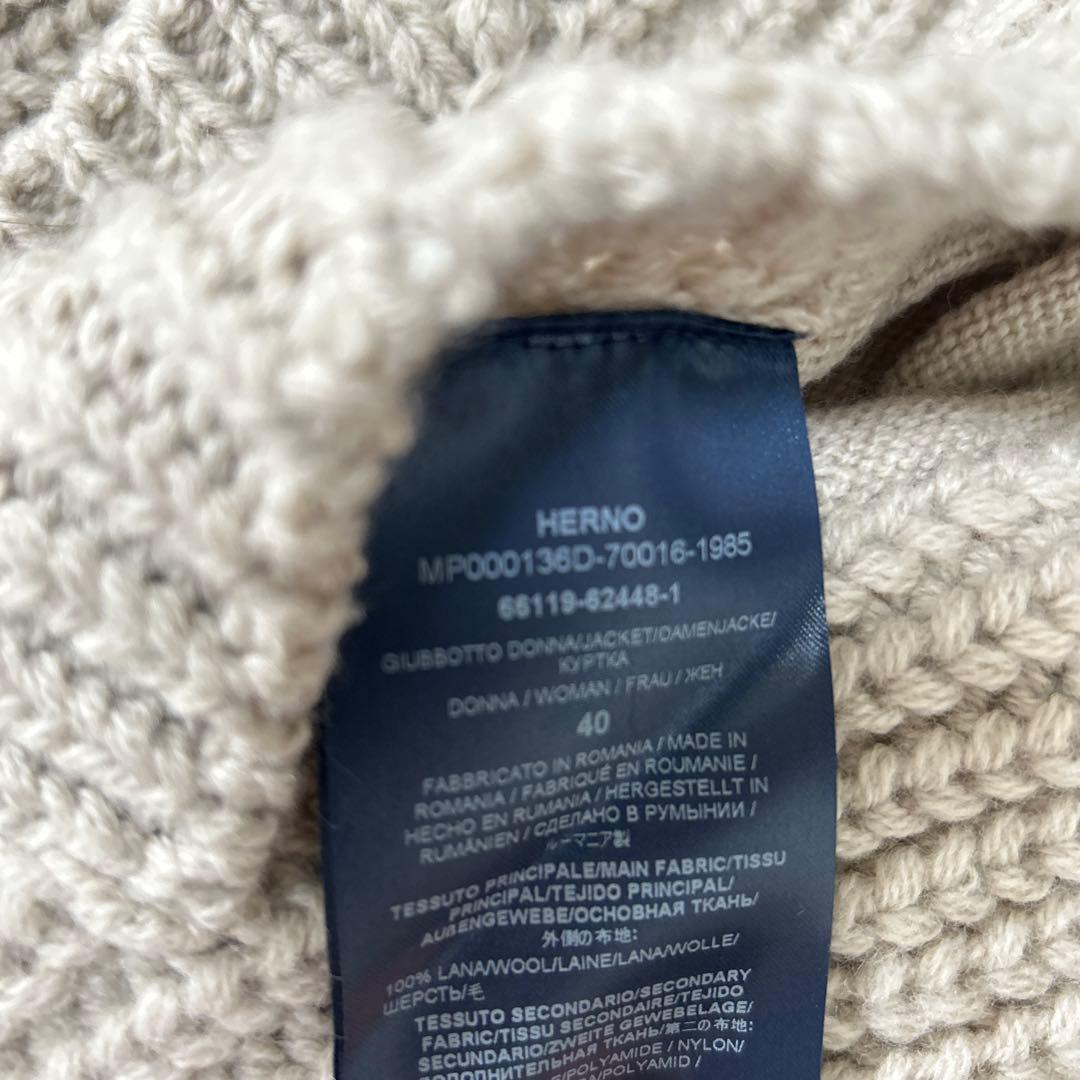 HERNO
MP000136D-70016-1985
66119-62448-1
GIUBBOTTO DONNA/JACKET/DAMENJACKE/
КУРТКА
DONNA / WOMAN / FRAU / ЖЕН
40
FABBRICATO IN ROMANIA / MADE IN
ROMANIA / FABRIQUÉ EN ROUMANIE /
HECHO EN RUMANIA / HERGESTELLT IN
RUMÄNIEN / СДЕЛАНО В РУМЫНИИ /
ルーマニア製
TESSUTO PRINCIPALE/MAIN FABRIC/TISSU
PRINCIPAL/TEJIDO PRINCIPAL/
AUßENGEWEBE/ОСНОВНАЯ ТКАНЬ/
外側の布地:
100% LANA/WOOL/LAINE/LANA/WOLLE/
ШЕРСТЬ/毛
TESSUTO SECONDARIO/SECONDARY
FABRIC/TISSU SECONDAIRE/TEJIDO
SECUNDARIO/ZWEITE GEWEBELAGE/
ДОПОЛНИТЕЛЬНАЯ ТКАНЬ/第二の布地:
/POLYAMIDE / NYLON/
/POLYAMID /